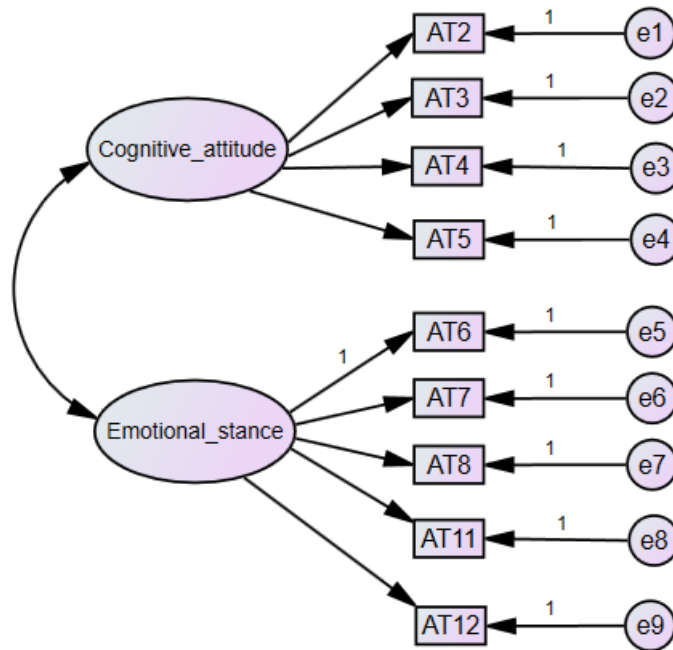 AT2 1 e1
AT3 1 e2
Cognitive_attitude
AT4 1 e3
AT5 1 e4
1 AT6 1 e5
AT7 1 e6
Emotional_stance
AT8 1 e7
AT11 1 e8
AT12 1 e9